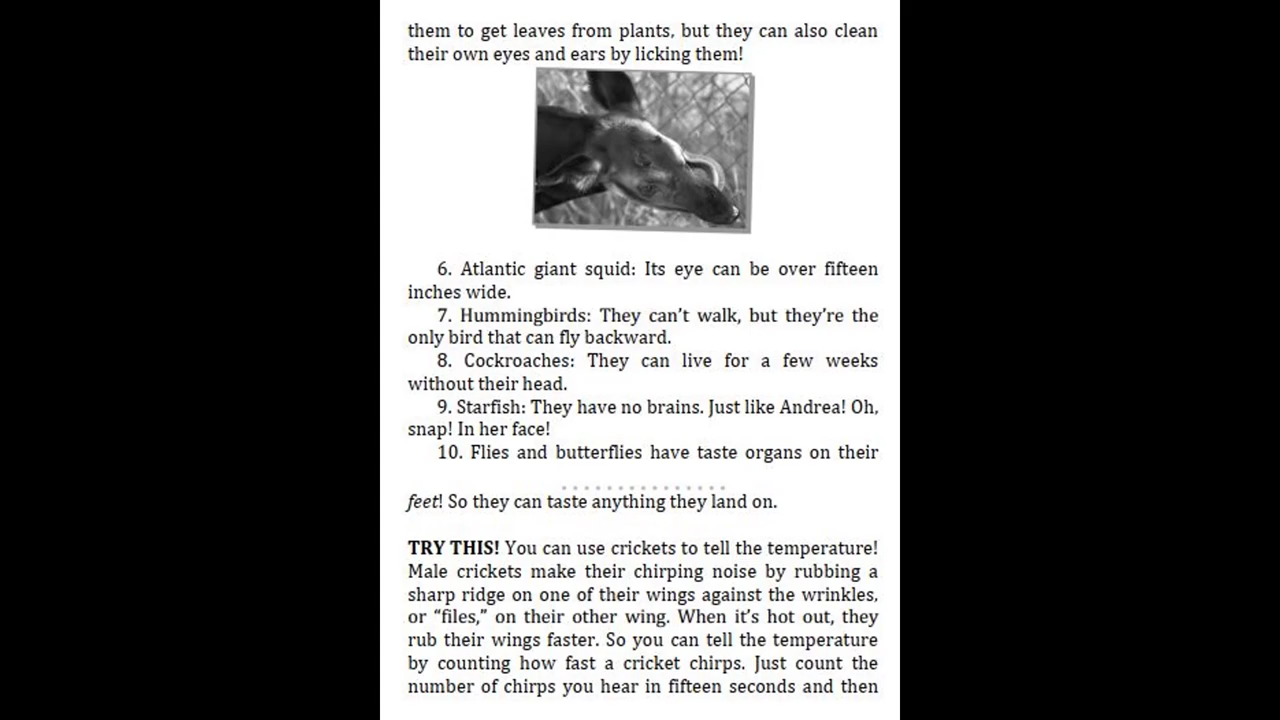 them to get leaves from plants, but they can also clean
their own eyes and ears by licking them!
6. Atlantic giant squid: Its eye can be over fifteen
inches wide.
7. Hummingbirds: They can’t walk, but they’re the
only bird that can fly backward.
8. Cockroaches: They can live for a few weeks
without their head.
9. Starfish: They have no brains. Just like Andrea! Oh,
snap! In her face!
10. Flies and butterflies have taste organs on their
feet! So they can taste anything they land on.
TRY THIS! You can use crickets to tell the temperature!
Male crickets make their chirping noise by rubbing a
sharp ridge on one of their wings against the wrinkles,
or “files,” on their other wing. When it’s hot out, they
rub their wings faster. So you can tell the temperature
by counting how fast a cricket chirps. Just count the
number of chirps you hear in fifteen seconds and then